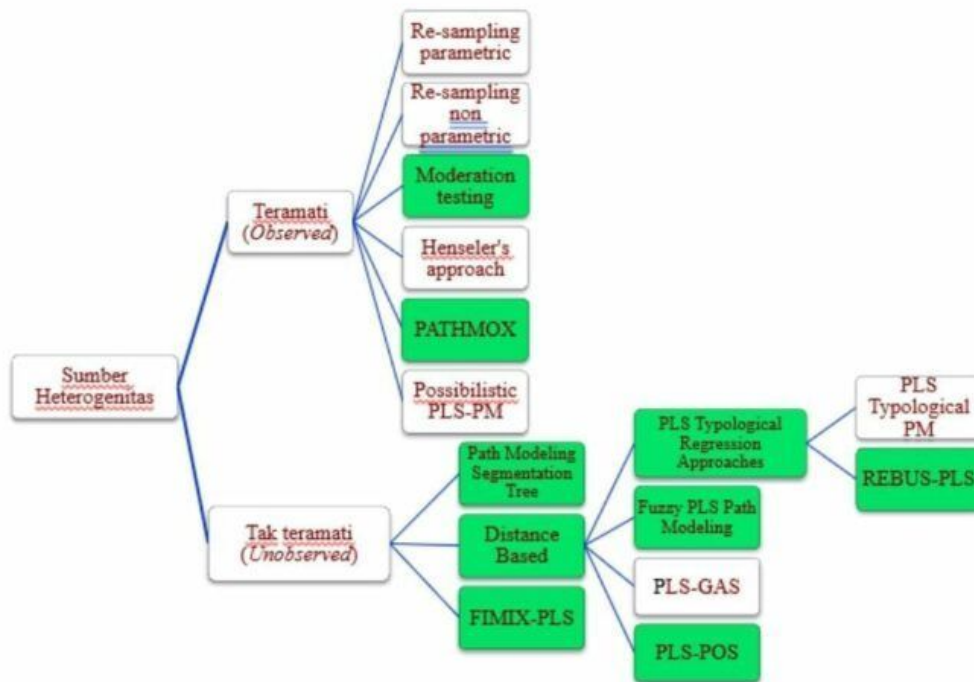 Re-sampling
parametric
Re-sampling
non
parametric
Moderation
testing
Teramati
(Observed)
Henseler's
approach
PATHMOX
Sumber
Heterogenitas
Possibilistic
PLS-PM
PLS
Typological
PM
PLS Typological
Regression
Approaches
REBUS-PLS
Path Modeling
Segmentation
Tree
Fuzzy PLS Path
Modeling
Tak teramati
(Unobserved)
Distance
Based
PLS-GAS
FIMIX-PLS
PLS-POS